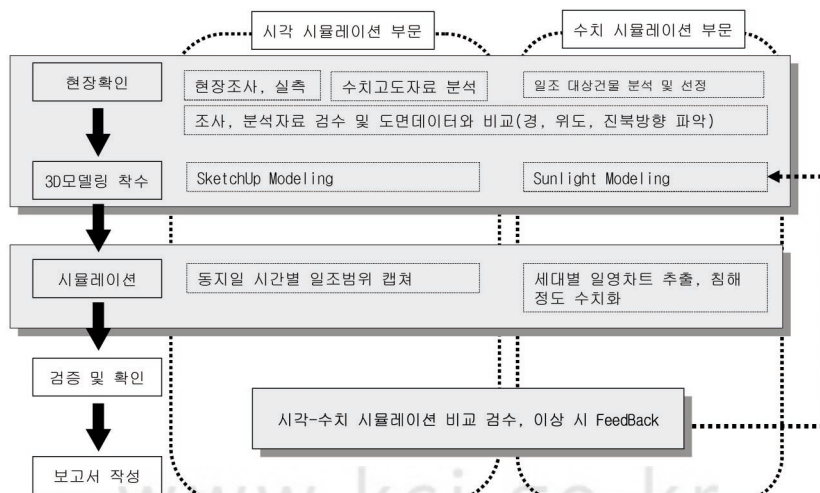 시각 시뮬레이션 부문
수치 시뮬레이션 부문
현장확인
현장조사, 실측
수치고도자료 분석
일조 대상건물 분석 및 선정
조사, 분석자료 검수 및 도면데이터와 비교(경, 위도, 진북방향 파악)
3D모델링 착수
SketchUp Modeling
Sunlight Modeling
시뮬레이션
동지일 시간별 일조범위 캡쳐
세대별 일영차트 추출, 침해
정도 수치화
검증 및 확인
시각-수치 시뮬레이션 비교 검수, 이상 시 FeedBack
보고서 작성
www.kci.go.kr